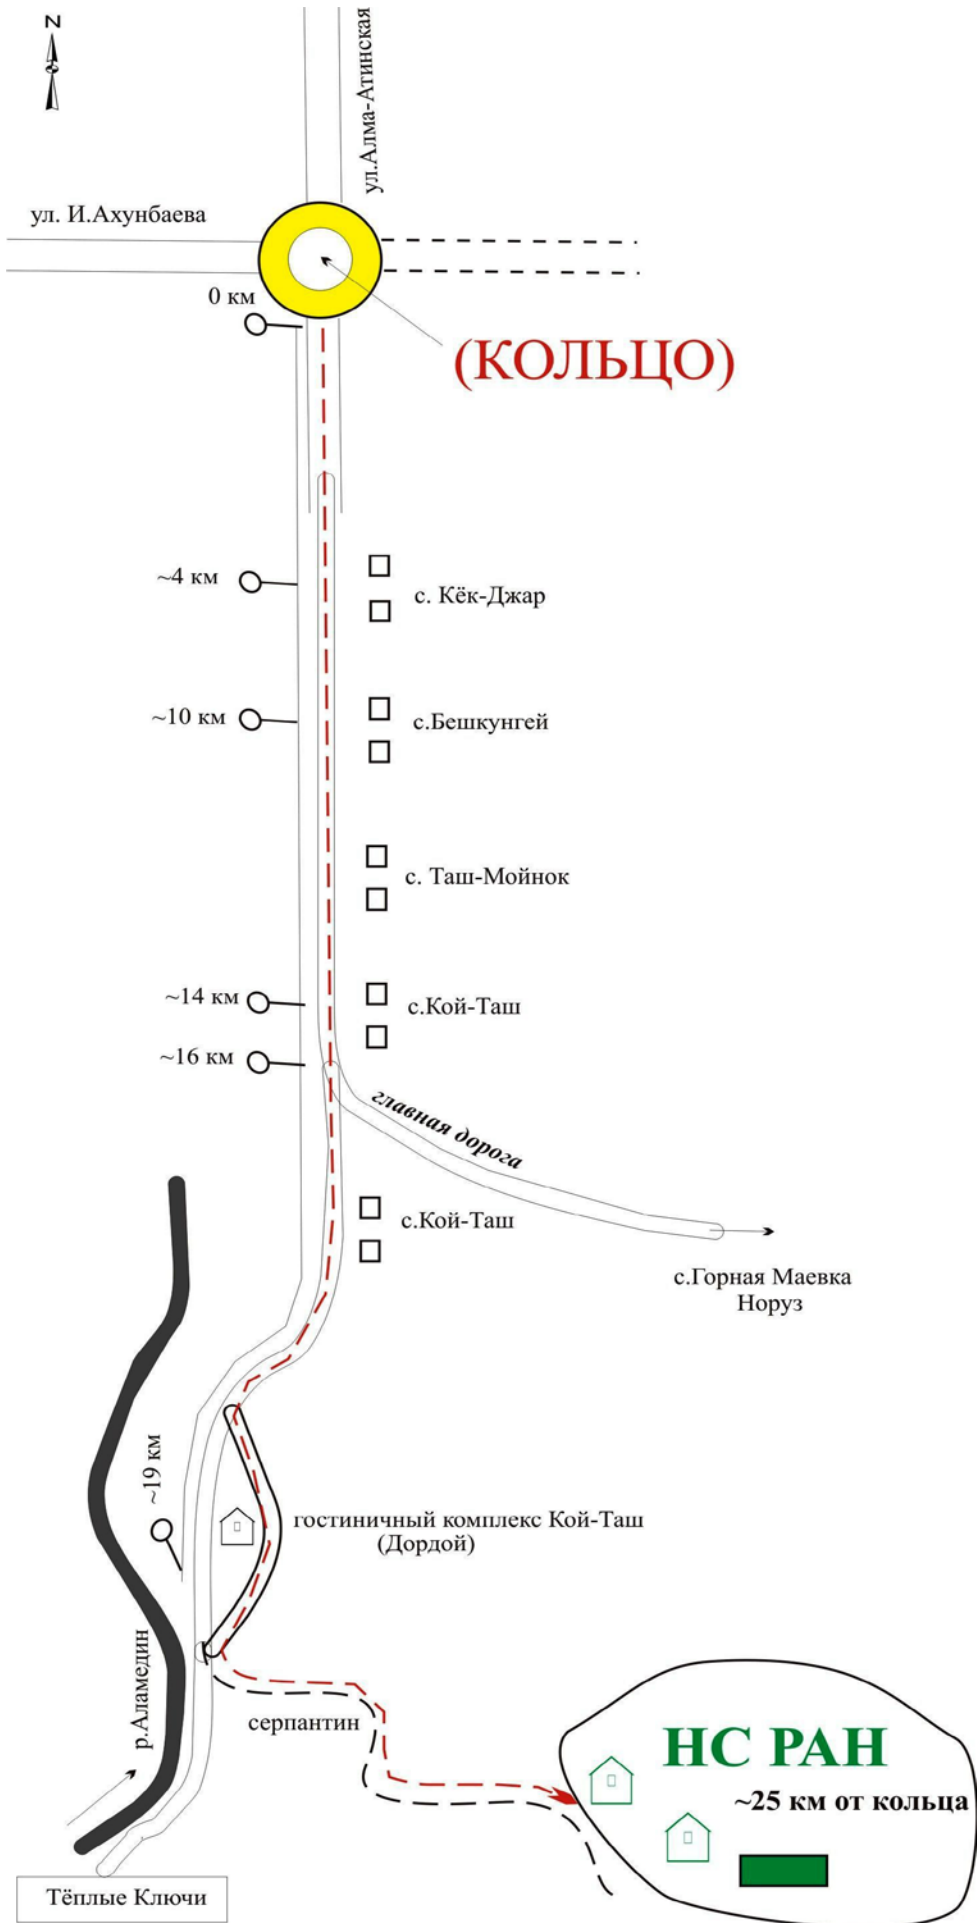 N
ул.Алма-Атинская
ул. И.Ахунбаева
0 км
(КОЛЬЦО)
~4 км
с. Кёк-Джар
~10 км
с.Бешкунгей
с. Таш-Мойнок
~14 км
с.Кой-Таш
~16 км
главная дорога
с.Кой-Таш
с.Горная Маевка
Норуз
~19 км
гостиничный комплекс Кой-Таш
(Дордой)
р.Аламедин
серпантин
НС РАН
~25 км от кольца
Тёплые Ключи